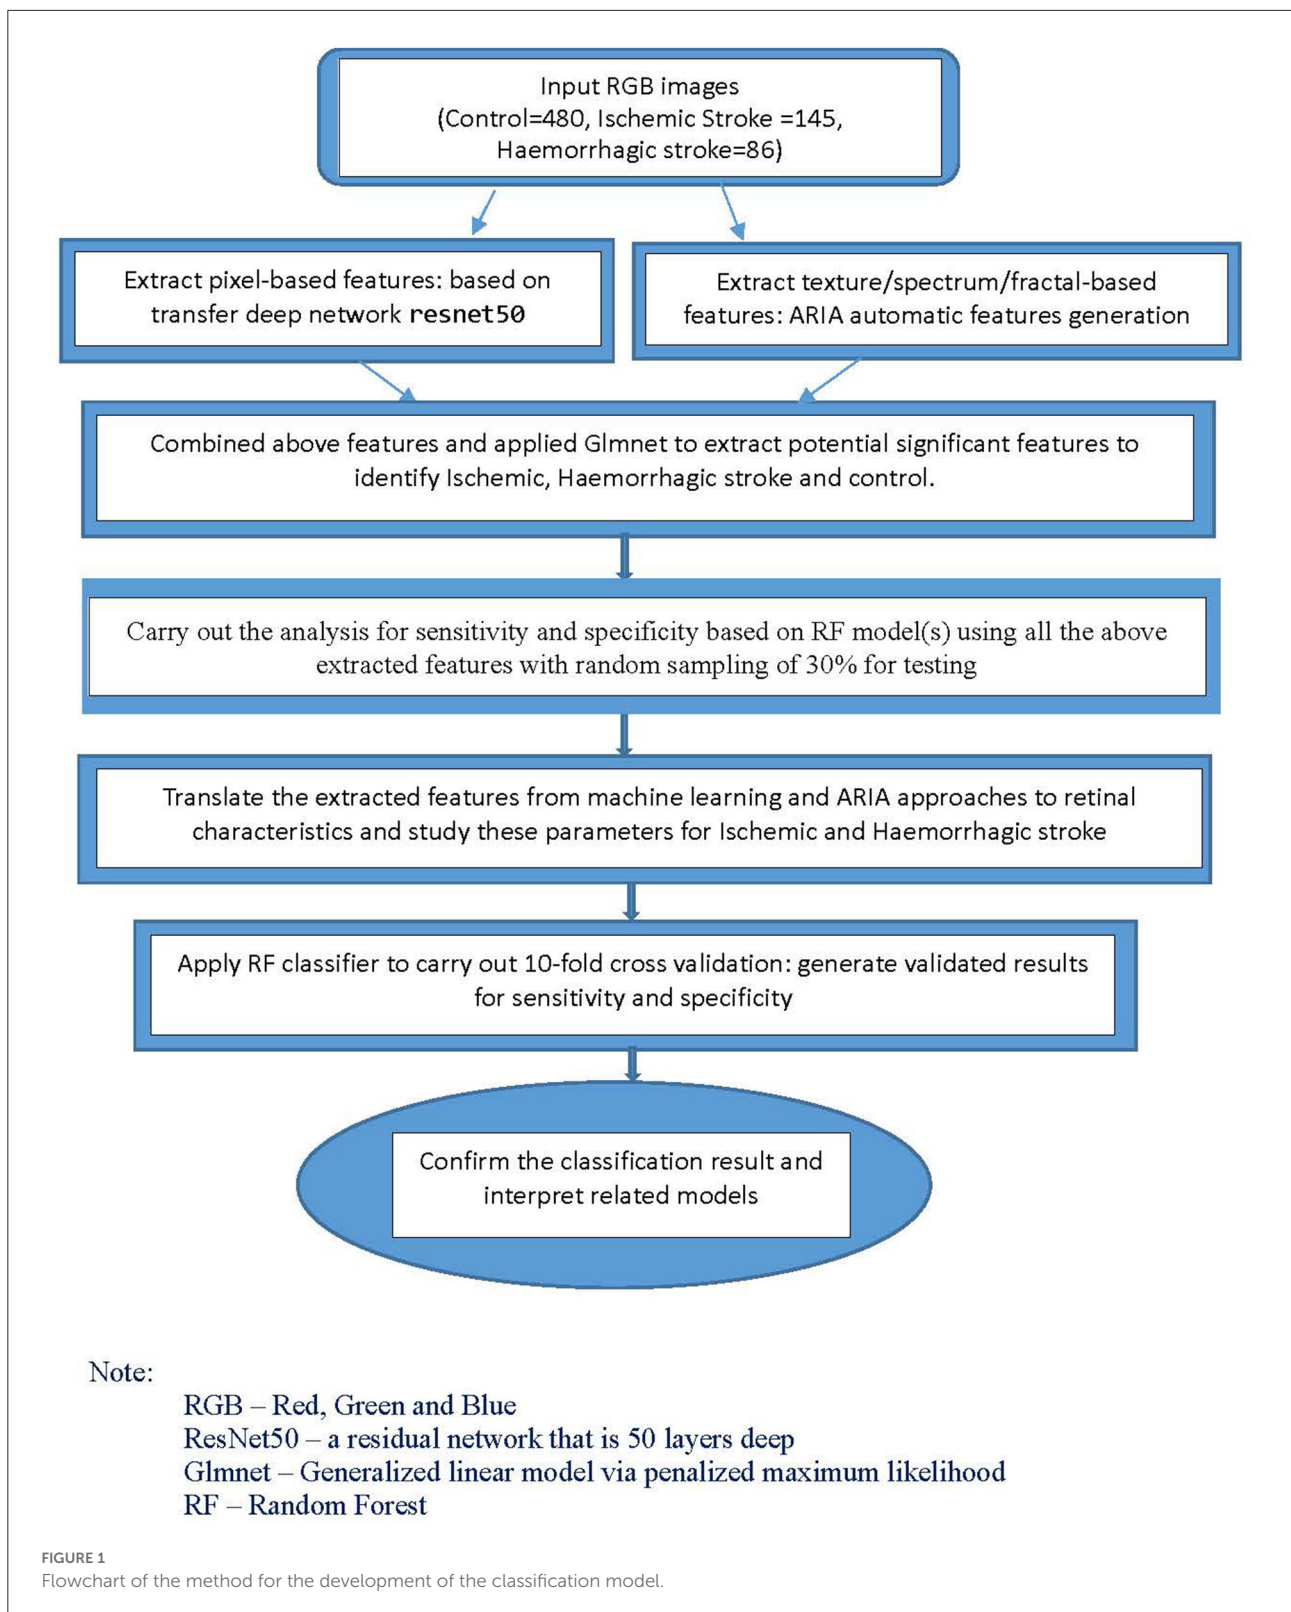 Input RGB images
(Control=480, Ischemic Stroke =145,
Haemorrhagic stroke=86)
Extract pixel-based features: based on
transfer deep network resnet50
Extract texture/spectrum/fractal-based
features: ARIA automatic features generation
Combined above features and applied Glmnet to extract potential significant features to
identify Ischemic, Haemorrhagic stroke and control.
Carry out the analysis for sensitivity and specificity based on RF model(s) using all the above
extracted features with random sampling of 30% for testing
Translate the extracted features from machine learning and ARIA approaches to retinal
characteristics and study these parameters for Ischemic and Haemorrhagic stroke
Apply RF classifier to carry out 10-fold cross validation: generate validated results
for sensitivity and specificity
Confirm the classification result and
interpret related models
Note:
RGB – Red, Green and Blue
ResNet50 – a residual network that is 50 layers deep
Glmnet – Generalized linear model via penalized maximum likelihood
RF – Random Forest
FIGURE 1
Flowchart of the method for the development of the classification model.